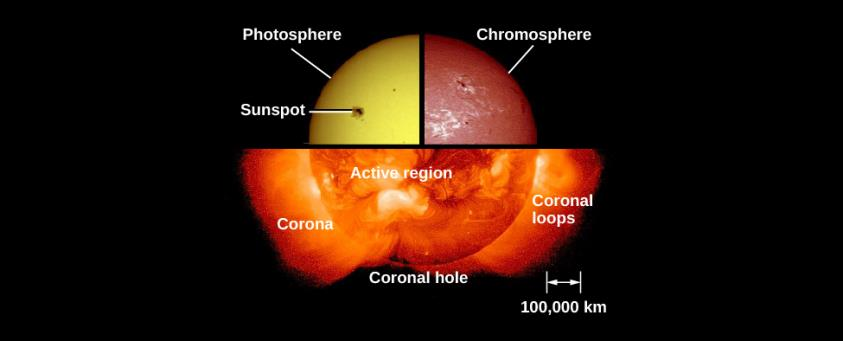 Photosphere
Chromosphere
Sunspot
Active region
Coronal
loops
Corona
Coronal hole
100,000 km